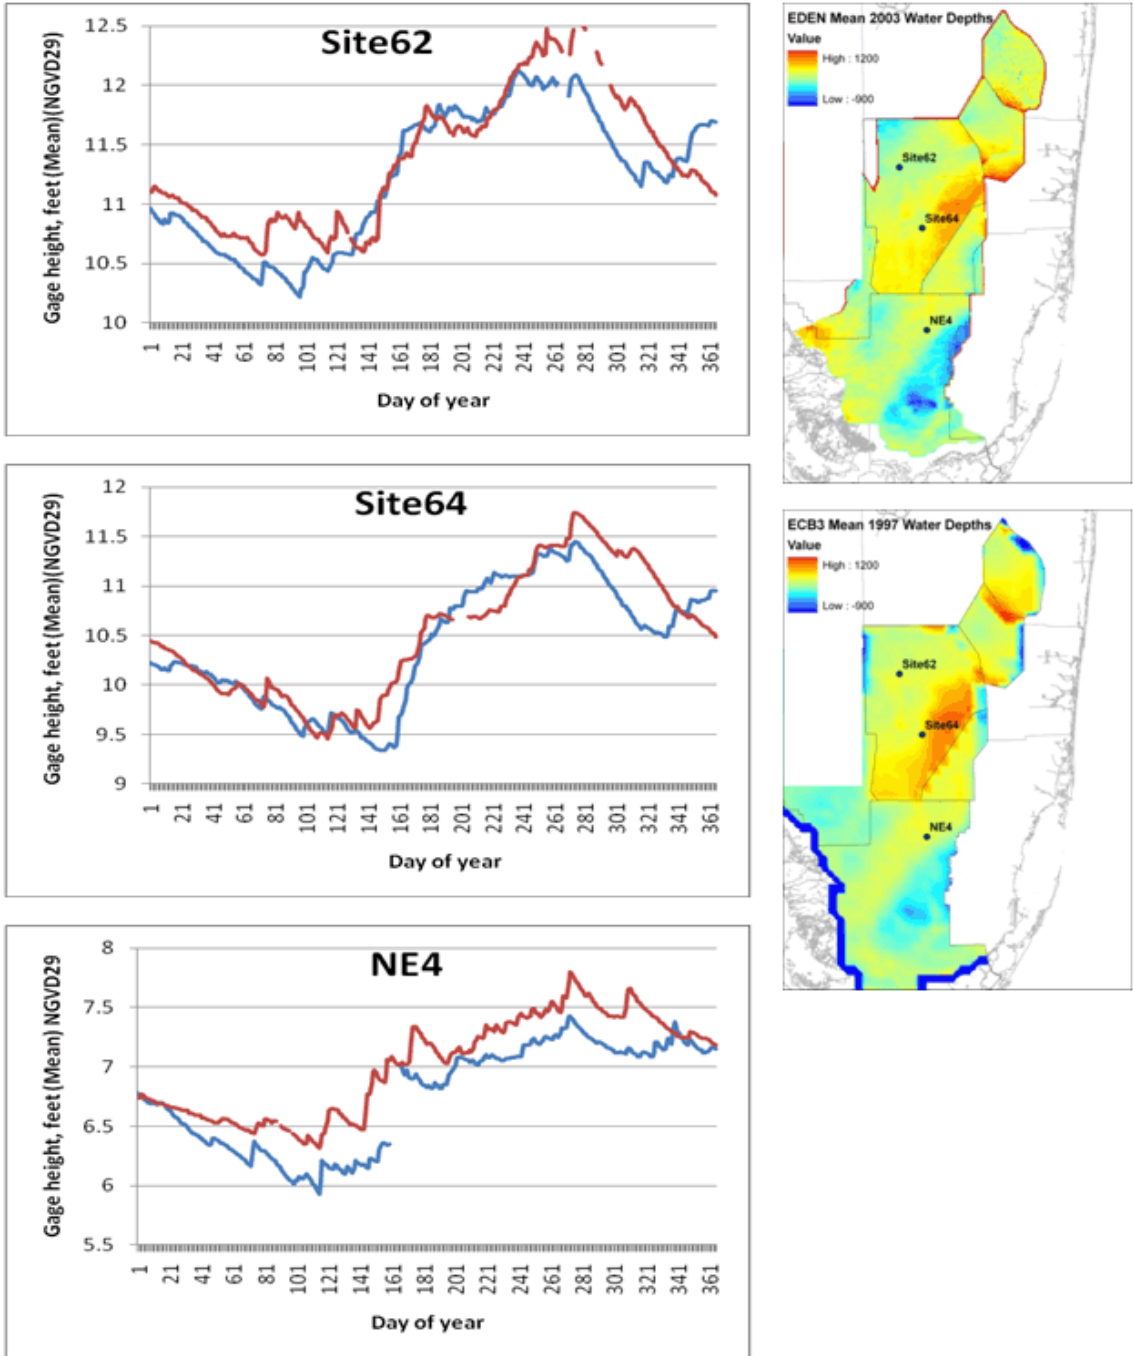 Site62
Gage height, feet (Mean)(NGVD29)
12.5
12
11.5
11
10.5
10
1 21 41 61 81 101 121 141 161 181 201 221 241 261 281 301 321 341 361
Day of year
Site64
Gage height, feet (Mean)(NGVD29)
12
11.5
11
10.5
10
9.5
9
1 21 41 61 81 101 121 141 161 181 201 221 241 261 281 301 321 341 361
Day of year
NE4
Gage height, feet (Mean) NGVD29
8
7.5
7
6.5
6
5.5
1 21 41 61 81 101 121 141 161 181 201 221 241 261 281 301 321 341 361
Day of year
EDEN Mean 2003 Water Depths
Value
High : 1200
Low : -900
Site62
Site64
NE4
ECB3 Mean 1997 Water Depths
Value
High : 1200
Low : -900
Site62
Site64
NE4